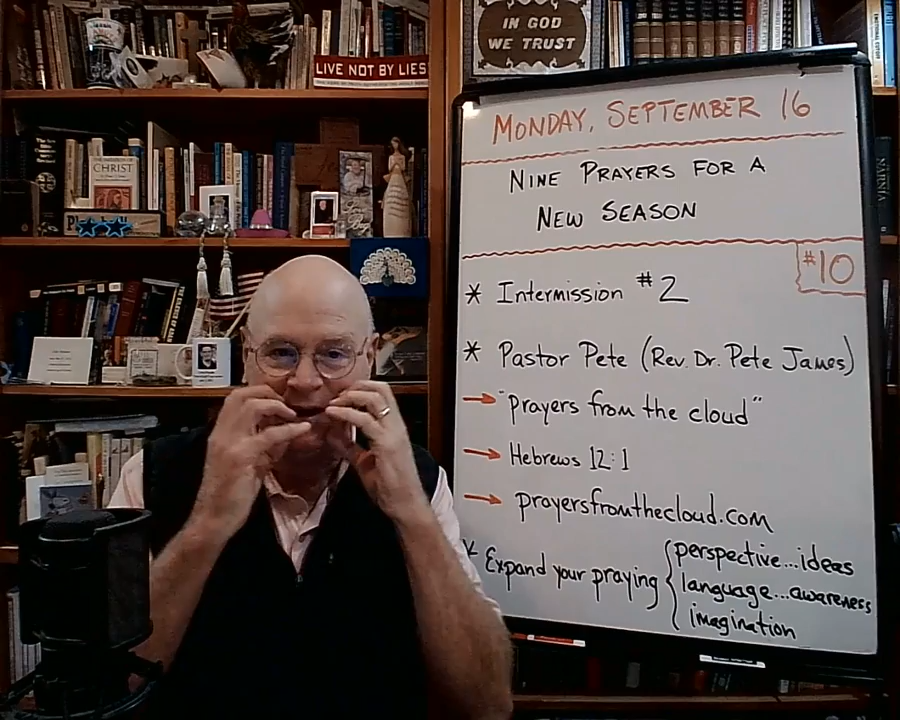 IN GOD
WE TRUST
LIVE NOT BY LIES
CHRIST
NARNIA
MONDAY, SEPTEMBER 16
NINE PRAYERS FOR A
NEW SEASON
#10
* Intermission #2
* Pastor Pete (Rev. Dr. Pete James)
→ "prayers from the cloud"
→ Hebrews 12:1
→ prayersfromthecloud.com
* Expand your praying
perspective...ideas
language...awareness
imagination